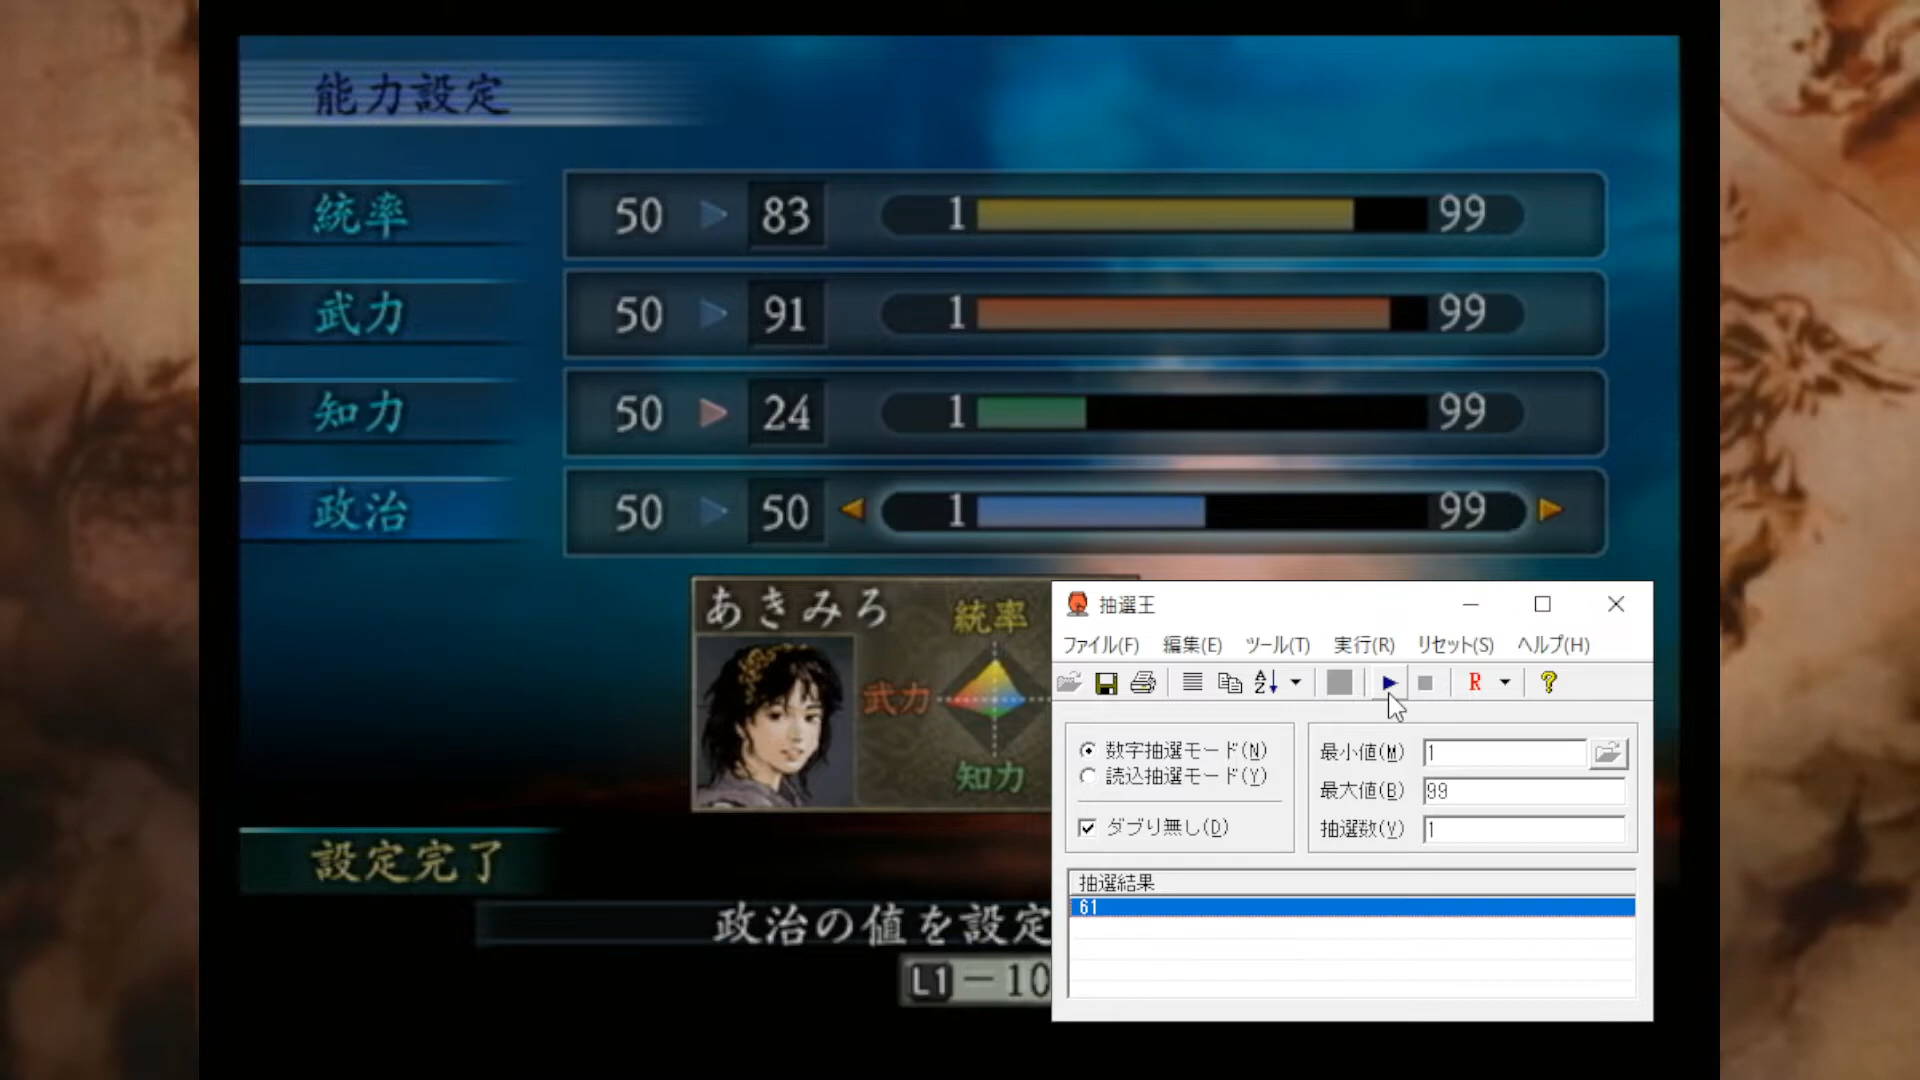 能力設定
統率 50 83 1 99
武力 50 91 1 99
知力 50 24 1 99
政治 50 50 1 99
あきみろ
統率
武力
知力
設定完了
政治の値を設定
L1 -10
抽選王
ファイル(F) 編集(E) ツール(T) 実行(R) リセット(S) ヘルプ(H)
R
数字抽選モード(N)
読込抽選モード(Y)
ダブり無し(D)
最小値(M) 1
最大値(B) 99
抽選数(V) 1
抽選結果
61